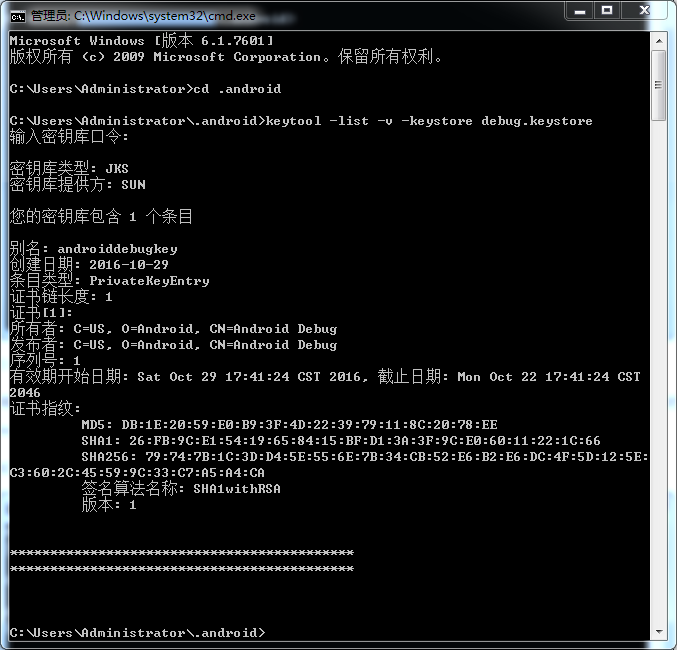 管理员: C:\Windows\system32\cmd.exe
Microsoft Windows [版本 6.1.7601]
版权所有 (c) 2009 Microsoft Corporation。保留所有权利。
C:\Users\Administrator>cd .android
C:\Users\Administrator\.android>keytool -list -v -keystore debug.keystore
输入密钥库口令:
密钥库类型: JKS
密钥库提供方: SUN
您的密钥库包含 1 个条目
别名: androiddebugkey
创建日期: 2016-10-29
条目类型: PrivateKeyEntry
证书链长度: 1
证书[1]:
所有者: C=US, O=Android, CN=Android Debug
发布者: C=US, O=Android, CN=Android Debug
序列号: 1
有效期开始日期: Sat Oct 29 17:41:24 CST 2016, 截止日期: Mon Oct 22 17:41:24 CST
2046
证书指纹:
MD5: DB:1E:20:59:E0:B9:3F:4D:22:39:79:11:8C:20:78:EE
SHA1: 26:FB:9C:E1:54:19:65:84:15:BF:D1:3A:3F:9C:E0:60:11:22:1C:66
SHA256: 79:74:7B:1C:3D:D4:5E:55:6E:7B:34:CB:52:E6:B2:E6:DC:4F:5D:12:5E:
C3:60:2C:45:59:9C:33:C7:A5:A4:CA
签名算法名称: SHA1withRSA
版本: 1
*******************************************
*******************************************
C:\Users\Administrator\.android>